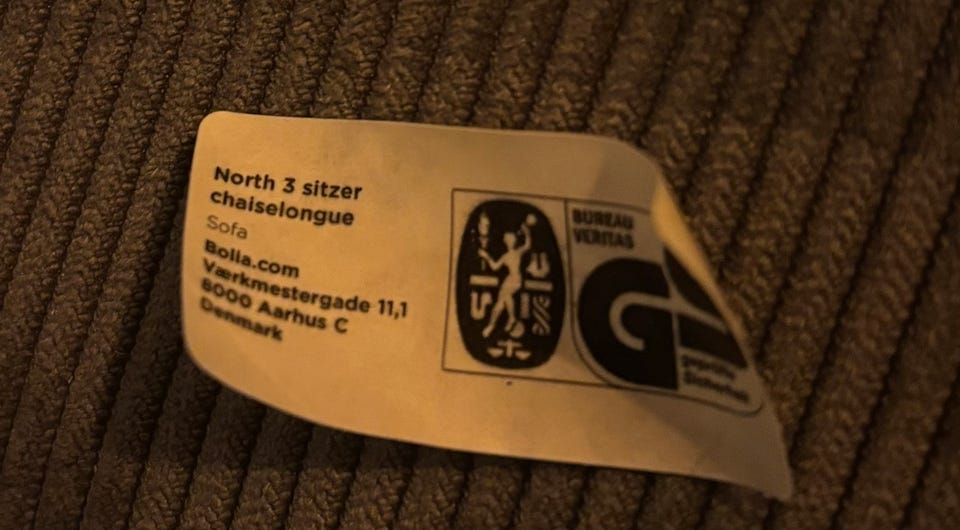 North 3 sitzer
chaiselongue
Sofa
Bolia.com
Værkmestergade 11,1
8000 Aarhus C
Denmark
BUREAU
VERITAS
GS
geprüfte
Sicherheit